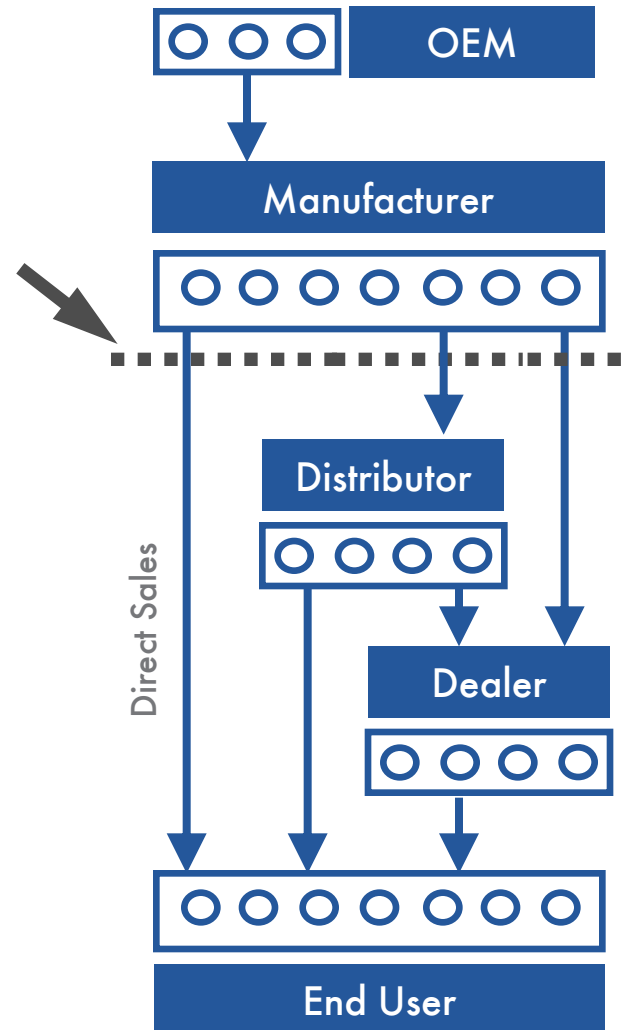 OEM
Manufacturer
Distributor
Direct Sales
Dealer
End User